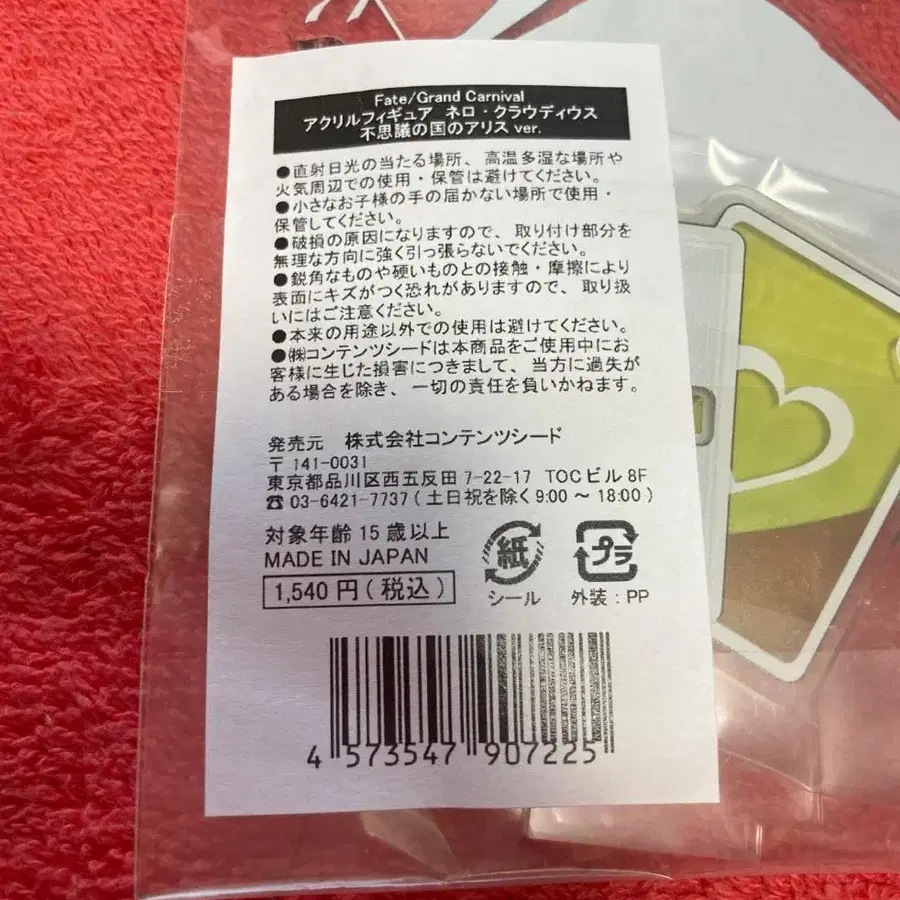 Fate/Grand Carnival
アクリルフィギュア ネロ・クラウディウス
不思議の国のアリス ver.
●直射日光の当たる場所、高温多湿な場所や
火気周辺での使用・保管は避けてください。
●小さなお子様の手の届かない場所で使用・
保管してください。
●破損の原因になりますので、取り付け部分を
無理な方向に強く引っ張らないでください。
●鋭角なものや硬いものとの接触・摩擦により
表面にキズがつく恐れがありますので、取り扱
いにはご注意ください。
●本来の用途以外での使用は避けてください。
●㈱コンテンツシードは本商品をご使用中にお
客様に生じた損害につきまして、当方に過失が
ある場合を除き、一切の責任を負いかねます。
発売元 株式会社コンテンツシード
〒141-0031
東京都品川区西五反田7-22-17 TOCビル8F
☎03-6421-7737(土日祝を除く9:00～18:00)
対象年齢15歳以上
MADE IN JAPAN
1,540円(税込)
紙
シール
プラ
外装:PP
4 573547 907225